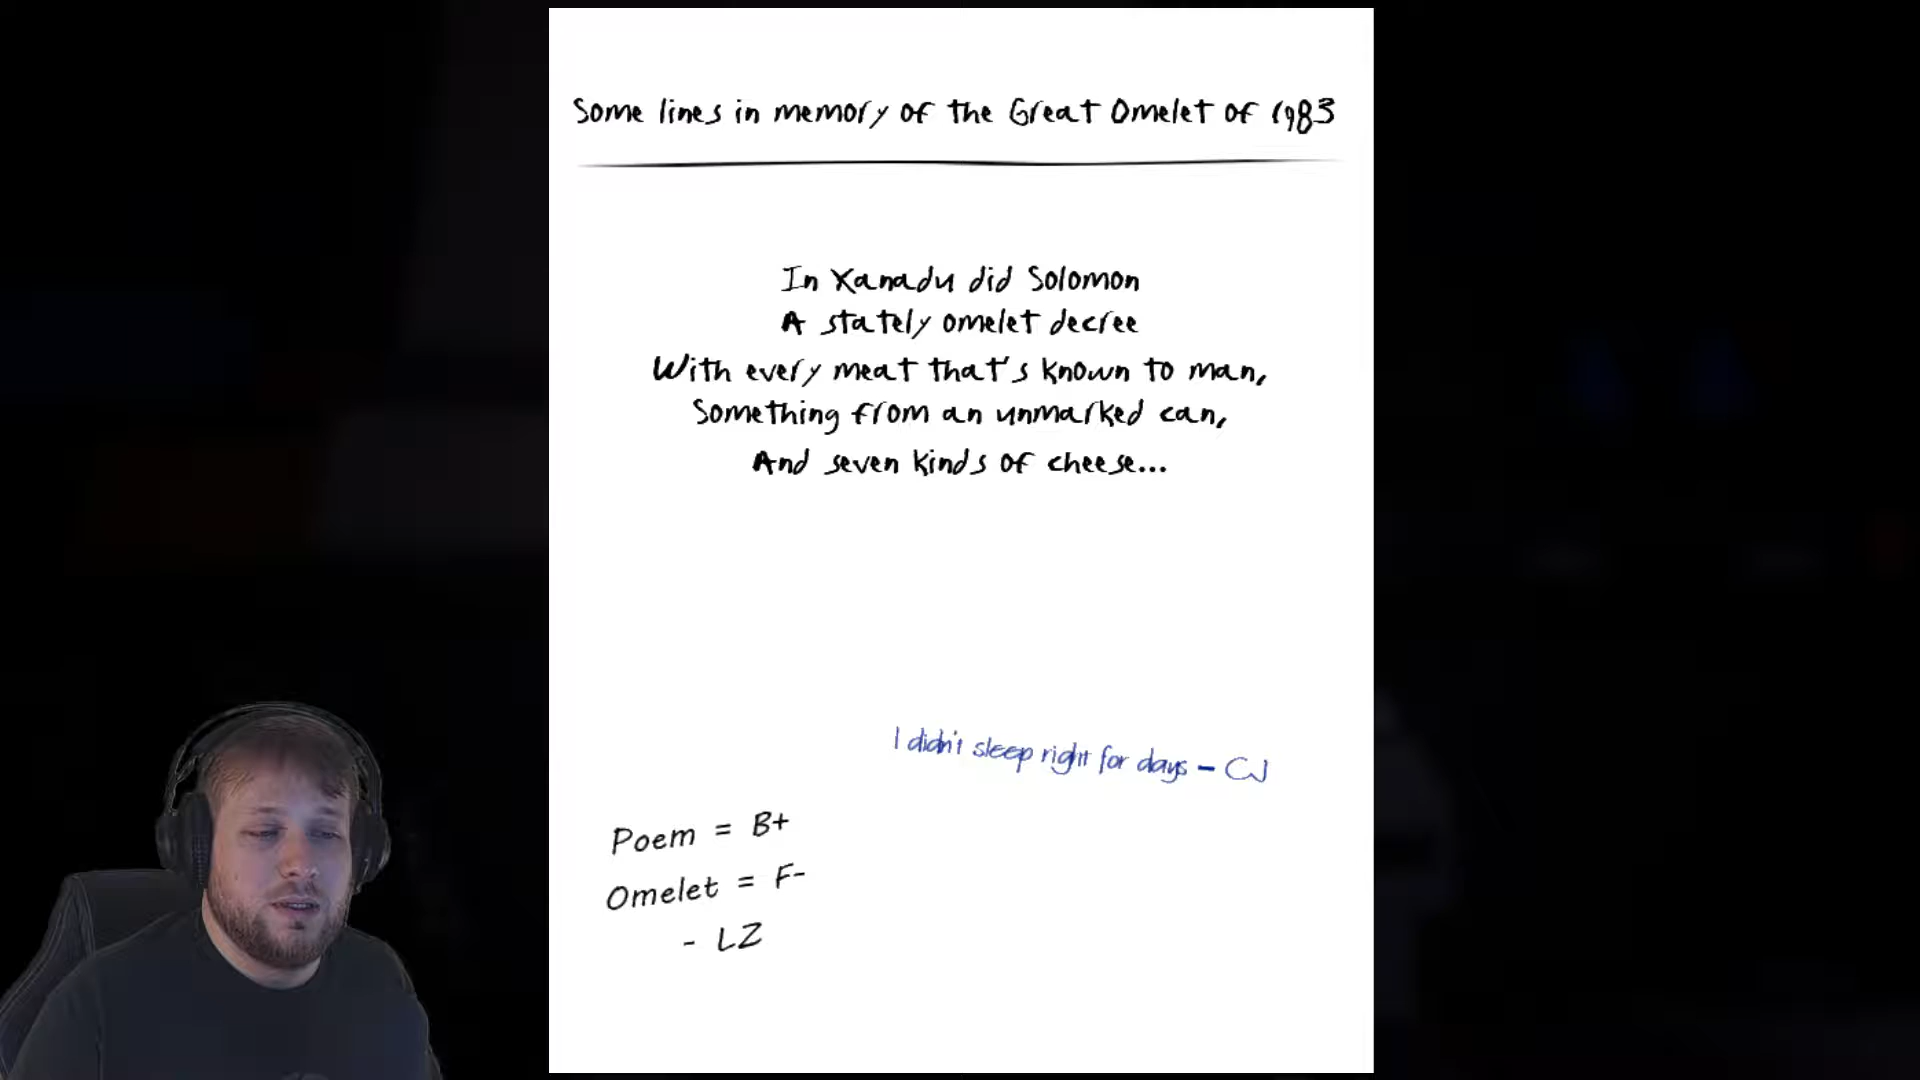 Some lines in memory of the Great Omelet of 1983
In Xanadu did Solomon
A stately omelet decree
With every meat that's known to man,
Something from an unmarked can,
And seven kinds of cheese...
I didn't sleep right for days - CJ
Poem = B+
Omelet = F-
- LZ